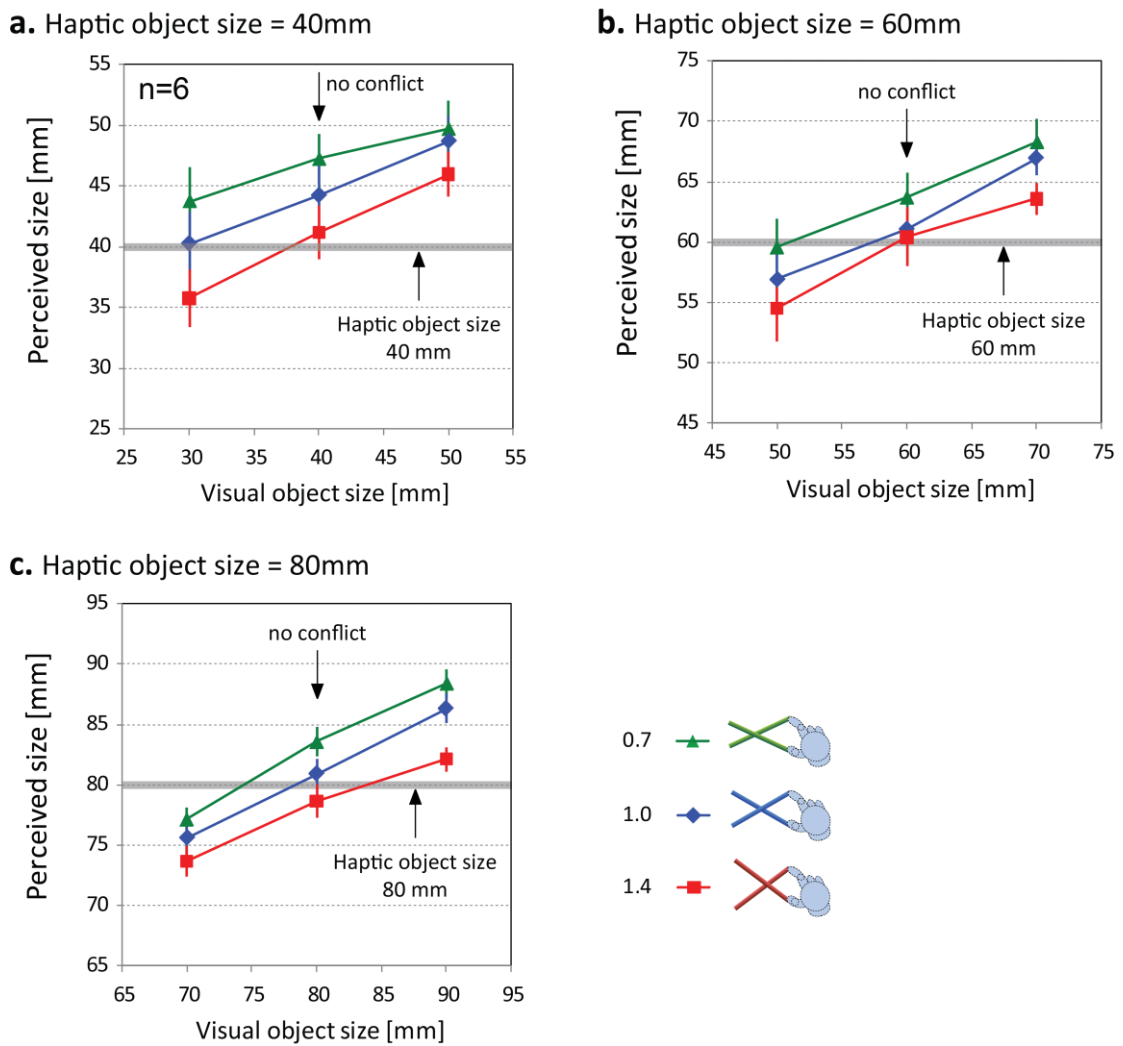 a. Haptic object size = 40mm
n=6
no conflict
Perceived size [mm]
55
50
45
40
35
30
25
Haptic object size
40 mm
25 30 35 40 45 50 55
Visual object size [mm]
b. Haptic object size = 60mm
no conflict
Perceived size [mm]
75
70
65
60
55
50
45
Haptic object size
60 mm
45 50 55 60 65 70 75
Visual object size [mm]
c. Haptic object size = 80mm
no conflict
Perceived size [mm]
95
90
85
80
75
70
65
Haptic object size
80 mm
65 70 75 80 85 90 95
Visual object size [mm]
0.7
1.0
1.4